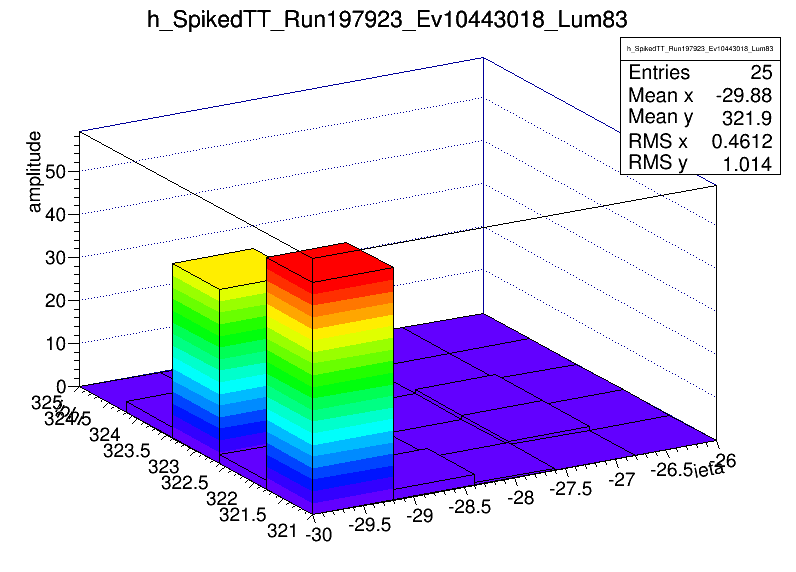 h_SpikedTT_Run197923_Ev10443018_Lum83
h_SpikedTT_Run197923_Ev10443018_Lum83
Entries 25
Mean x -29.88
Mean y 321.9
RMS x 0.4612
RMS y 1.014
amplitude
50
40
30
20
10
0
325
324.5
324
323.5
323
322.5
322
321.5
321
-30
-29.5
-29
-28.5
-28
-27.5
-27
-26.5
-26
ieta